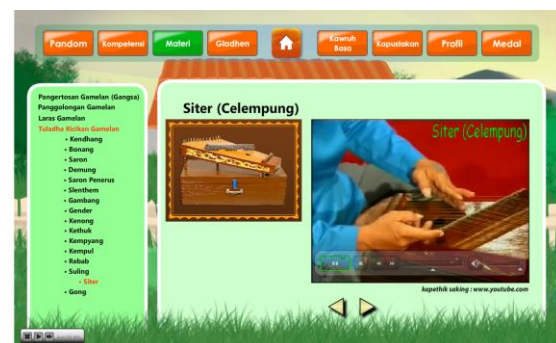 Pandom
Kompetensi
Materi
Gladhen
Kawruh
Basa
Kapustakan
Profil
Medal
Pangertosan Gamelan (Gangsa)
Panggolongan Gamelan
Laras Gamelan
Tuladha Ricikan Gamelan
• Kendhang
• Bonang
• Saron
• Demung
• Saron Penerus
• Slenthem
• Gambang
• Gender
• Kenong
• Kethuk
• Kempyang
• Kempul
• Rebab
• Suling
• Siter
• Gong
Siter (Celempung)
Siter (Celempung)
kapethik saking : www.youtube.com